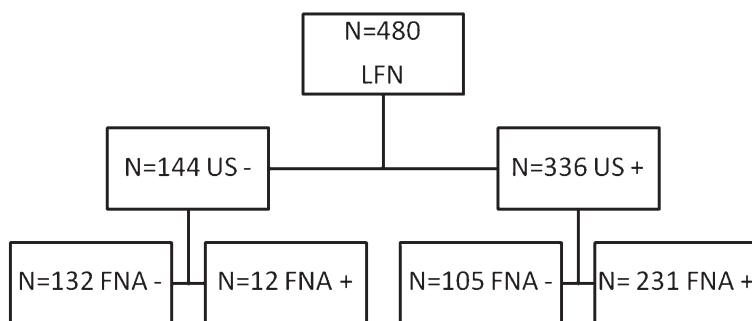 N=480
LFN
N=144 US -
N=336 US +
N=132 FNA -
N=12 FNA +
N=105 FNA -
N= 231 FNA +